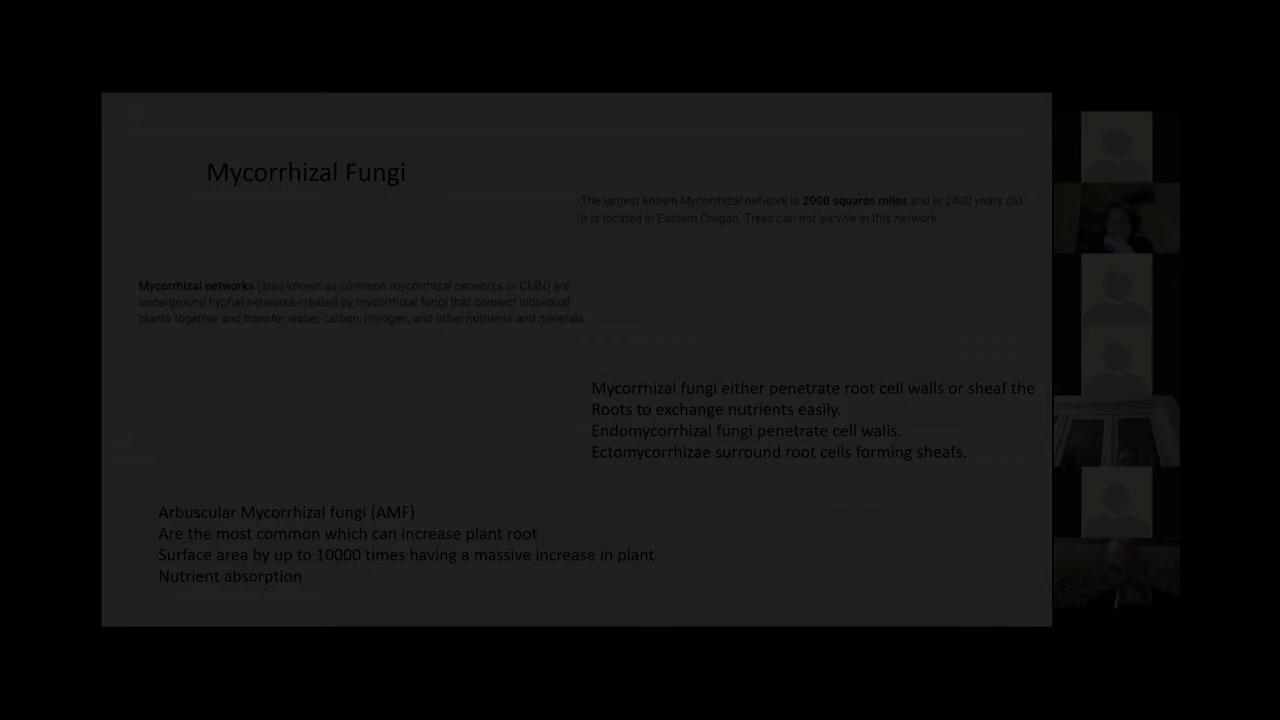 Mycorrhizal Fungi
The largest known Mycorrhizal network is 2000 squares miles and is 2400 years old.
It is located in Eastern Oregon. Trees can not survive in this network.
Mycorrhizal networks (also known as common mycorrhizal networks or CMN) are
underground hyphal networks created by mycorrhizal fungi that connect individual
plants together and transfer water, carbon, nitrogen, and other nutrients and minerals.
Mycorrhizal fungi either penetrate root cell walls or sheaf the
Roots to exchange nutrients easily.
Endomycorrhizal fungi penetrate cell walls.
Ectomycorrhizae surround root cells forming sheafs.
Arbuscular Mycorrhizal fungi (AMF)
Are the most common which can increase plant root
Surface area by up to 10000 times having a massive increase in plant
Nutrient absorption